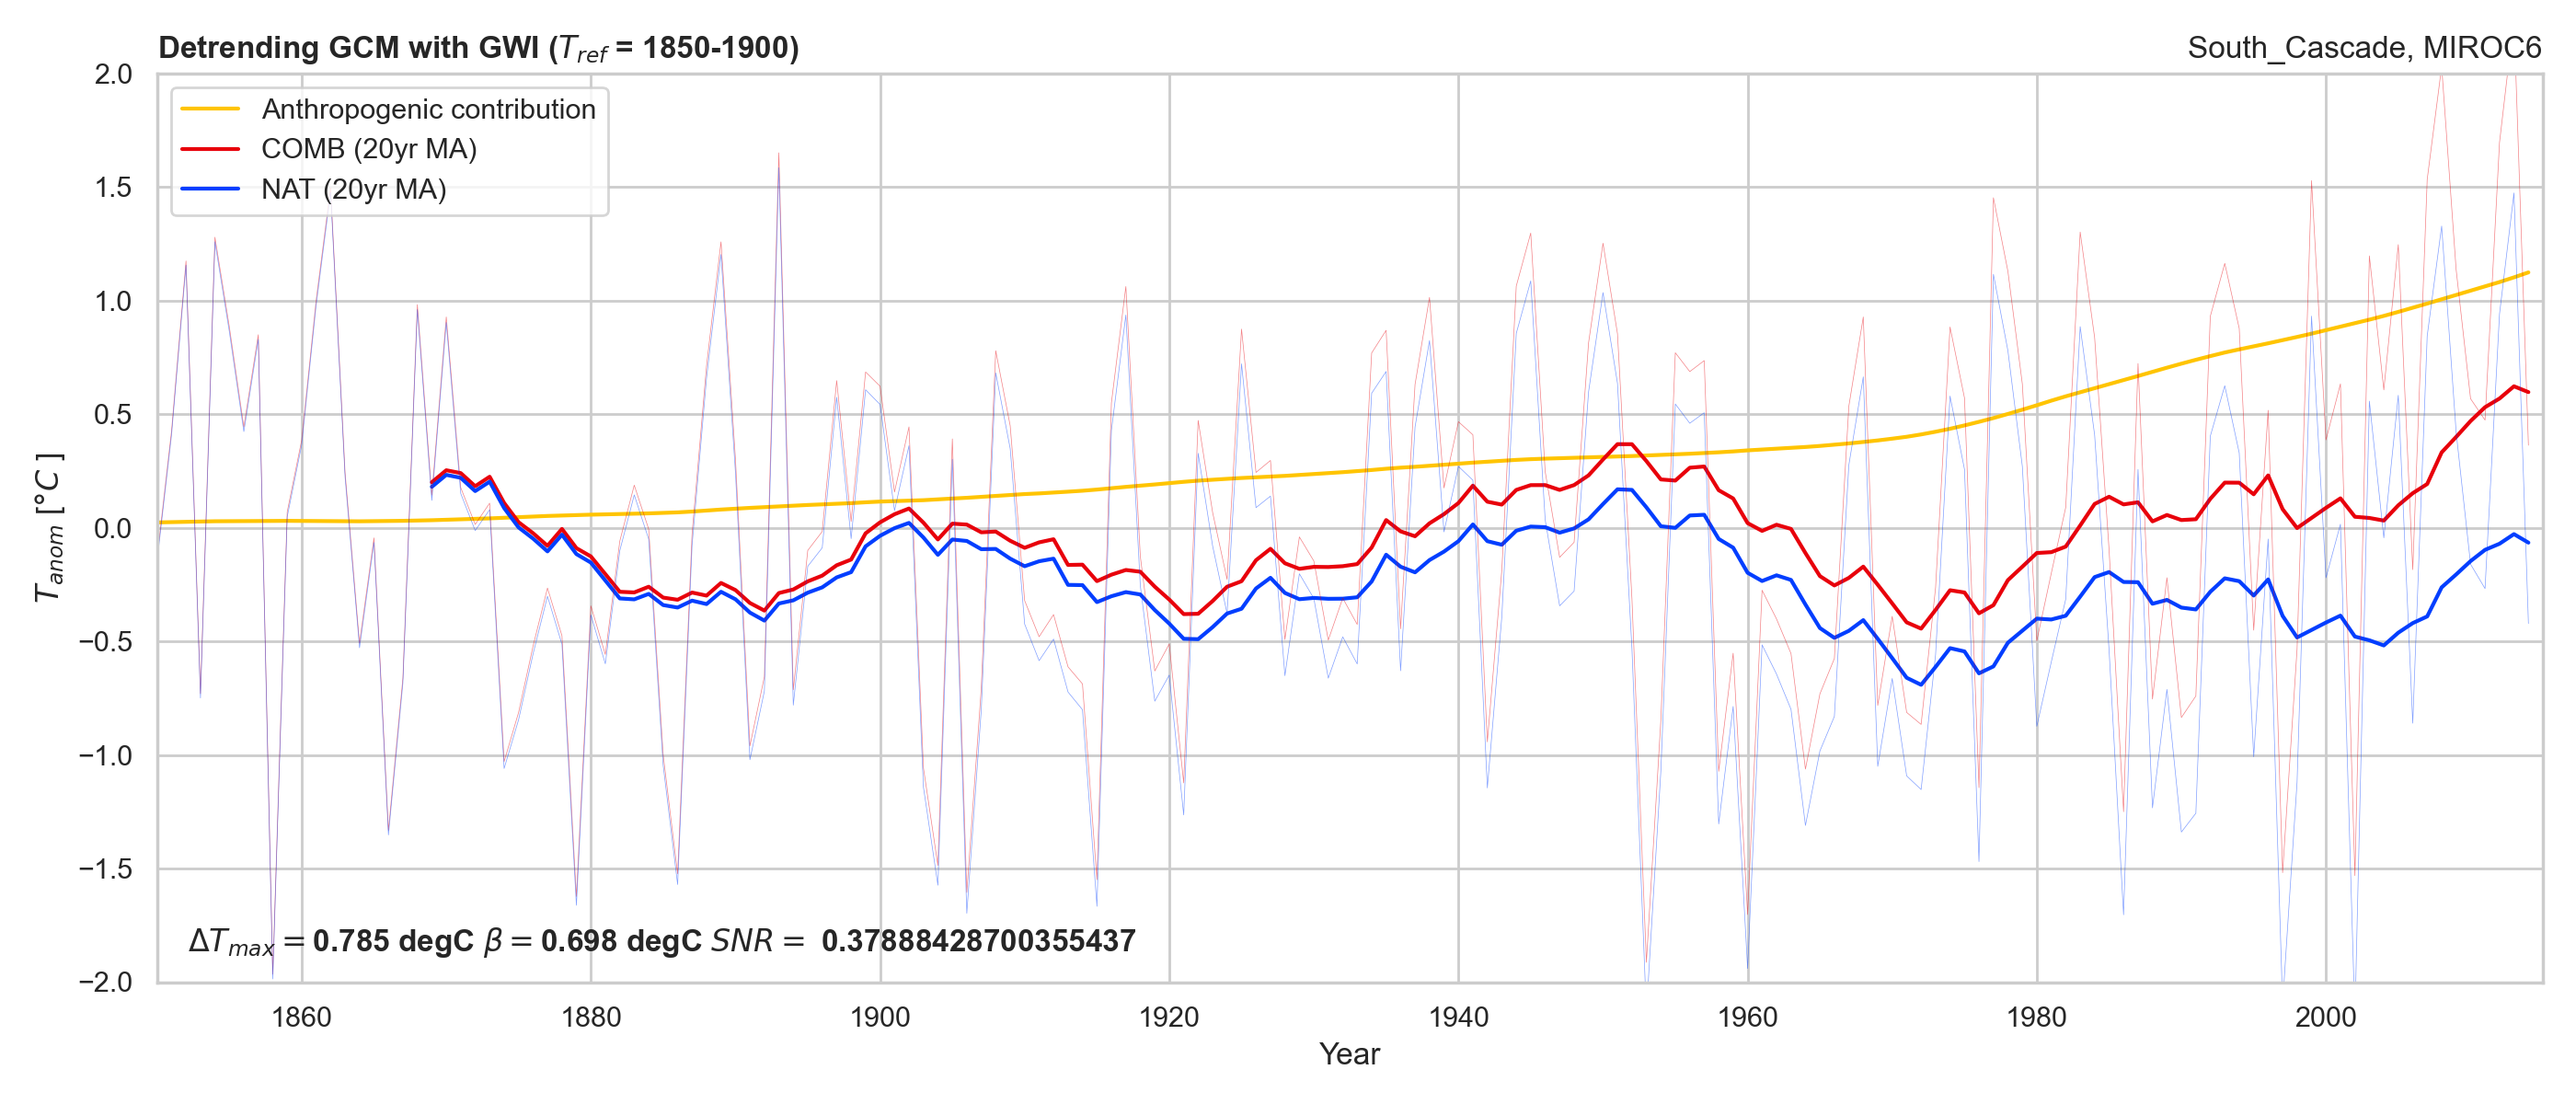 Detrending GCM with GWI (T_ref = 1850-1900)
South_Cascade, MIROC6
2.0
1.5
1.0
0.5
0.0
−0.5
−1.0
−1.5
−2.0
T_anom [°C ]
Anthropogenic contribution
COMB (20yr MA)
NAT (20yr MA)
ΔT_max = 0.785 degC β = 0.698 degC SNR = 0.37888428700355437
1860 1880 1900 1920 1940 1960 1980 2000
Year